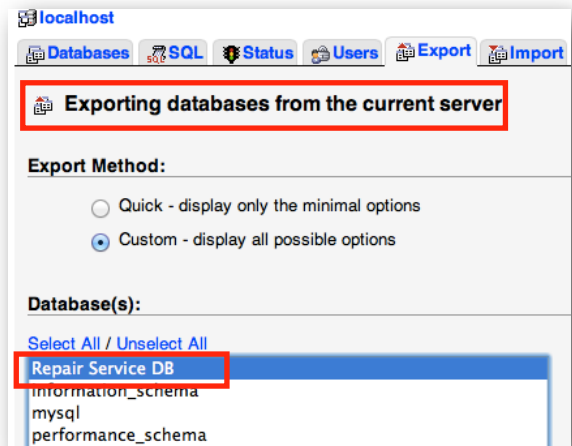 localhost
Databases SQL Status Users Export Import
Exporting databases from the current server
Export Method:
Quick - display only the minimal options
Custom - display all possible options
Database(s):
Select All / Unselect All
Repair Service DB
information_schema
mysql
performance_schema